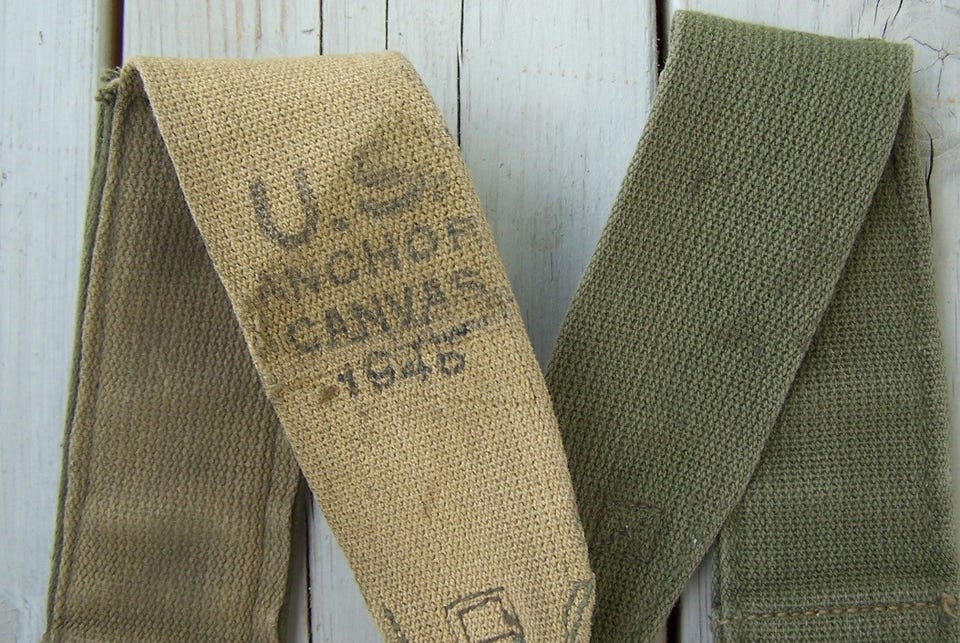 U.S.
ANCHOR
CANVAS
1945